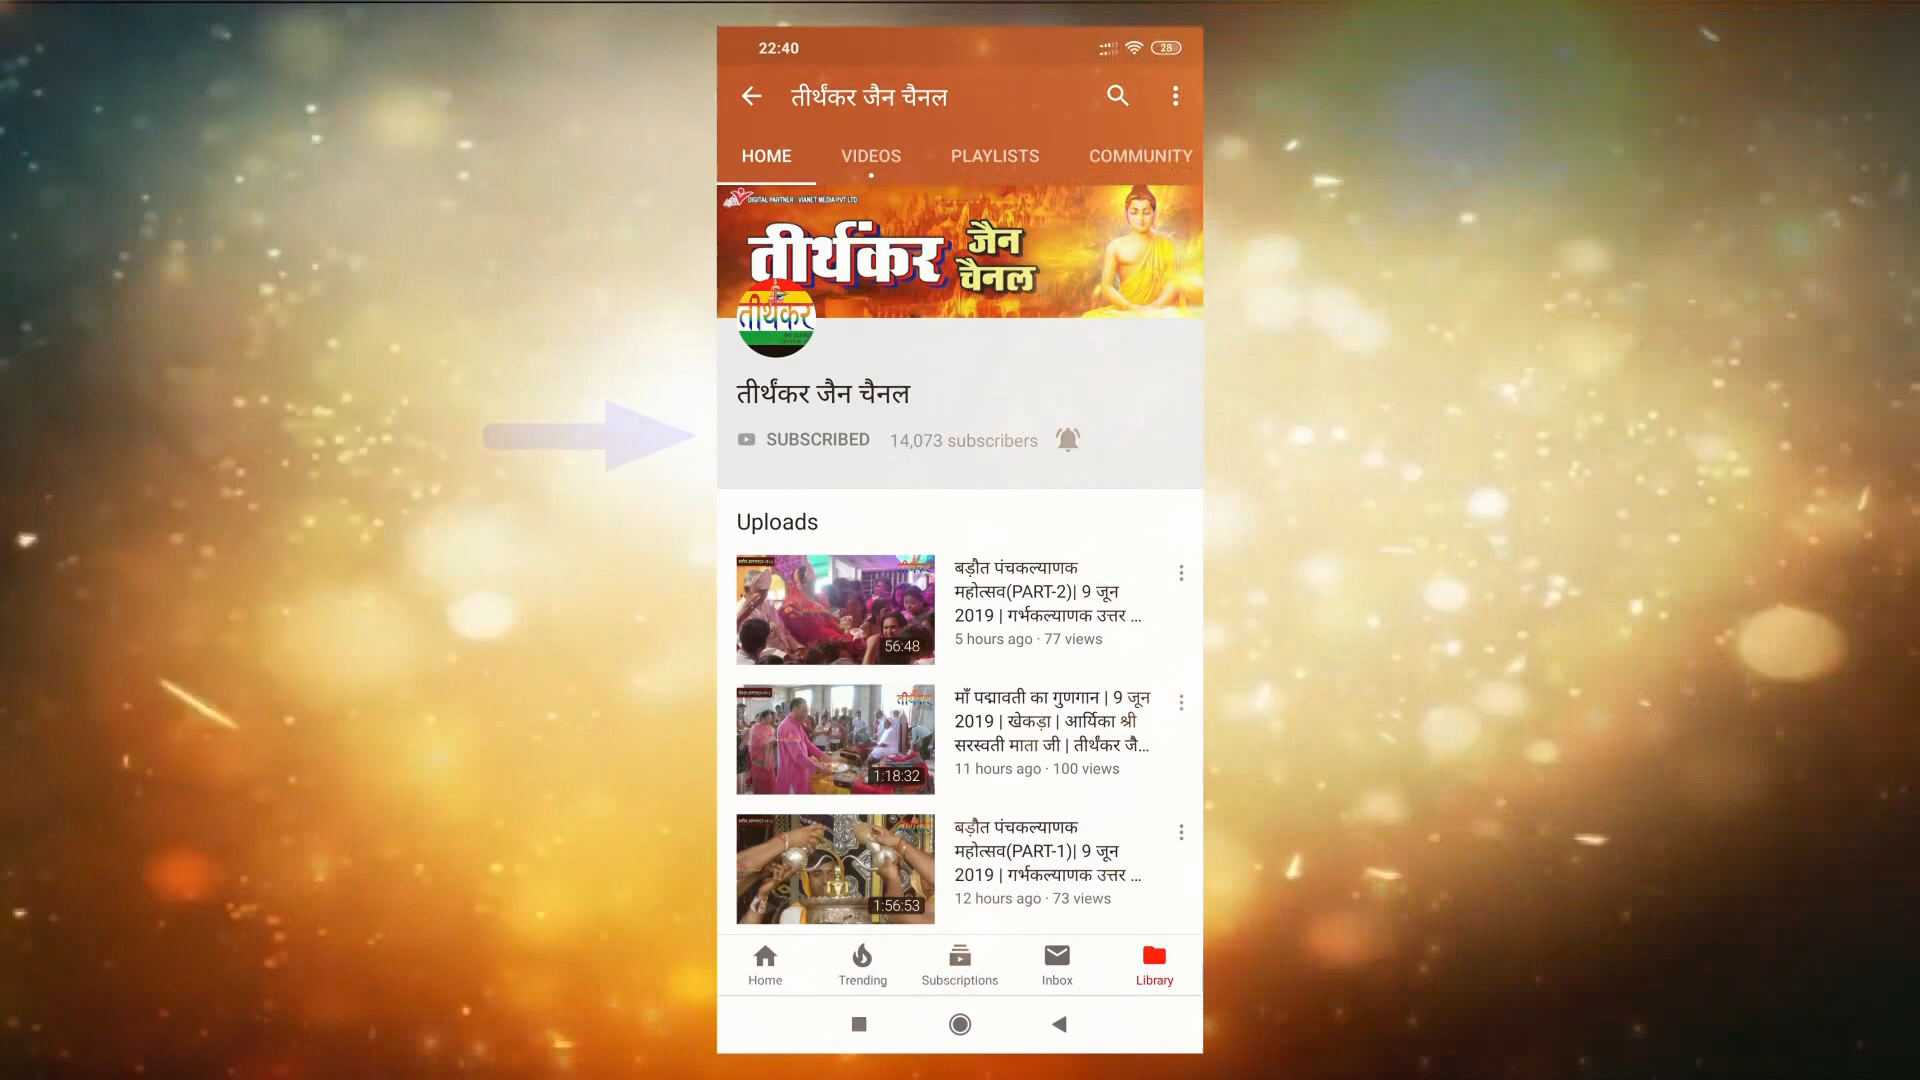 22:40
28
तीर्थंकर जैन चैनल
HOME VIDEOS PLAYLISTS COMMUNITY
DIGITAL PARTNER : VIANET MEDIA PVT LTD
तीर्थंकर जैन चैनल
तीर्थंकर
तीर्थंकर जैन चैनल
SUBSCRIBED 14,073 subscribers
Uploads
बड़ौत पंचकल्याणक
महोत्सव(PART-2)| 9 जून
2019 | गर्भकल्याणक उत्तर ...
5 hours ago · 77 views
56:48
माँ पद्मावती का गुणगान | 9 जून
2019 | खेकड़ा | आर्यिका श्री
सरस्वती माता जी | तीर्थंकर जै...
11 hours ago · 100 views
तीर्थंकर
1:18:32
बड़ौत पंचकल्याणक
महोत्सव(PART-1)| 9 जून
2019 | गर्भकल्याणक उत्तर ...
12 hours ago · 73 views
1:56:53
Home Trending Subscriptions Inbox Library